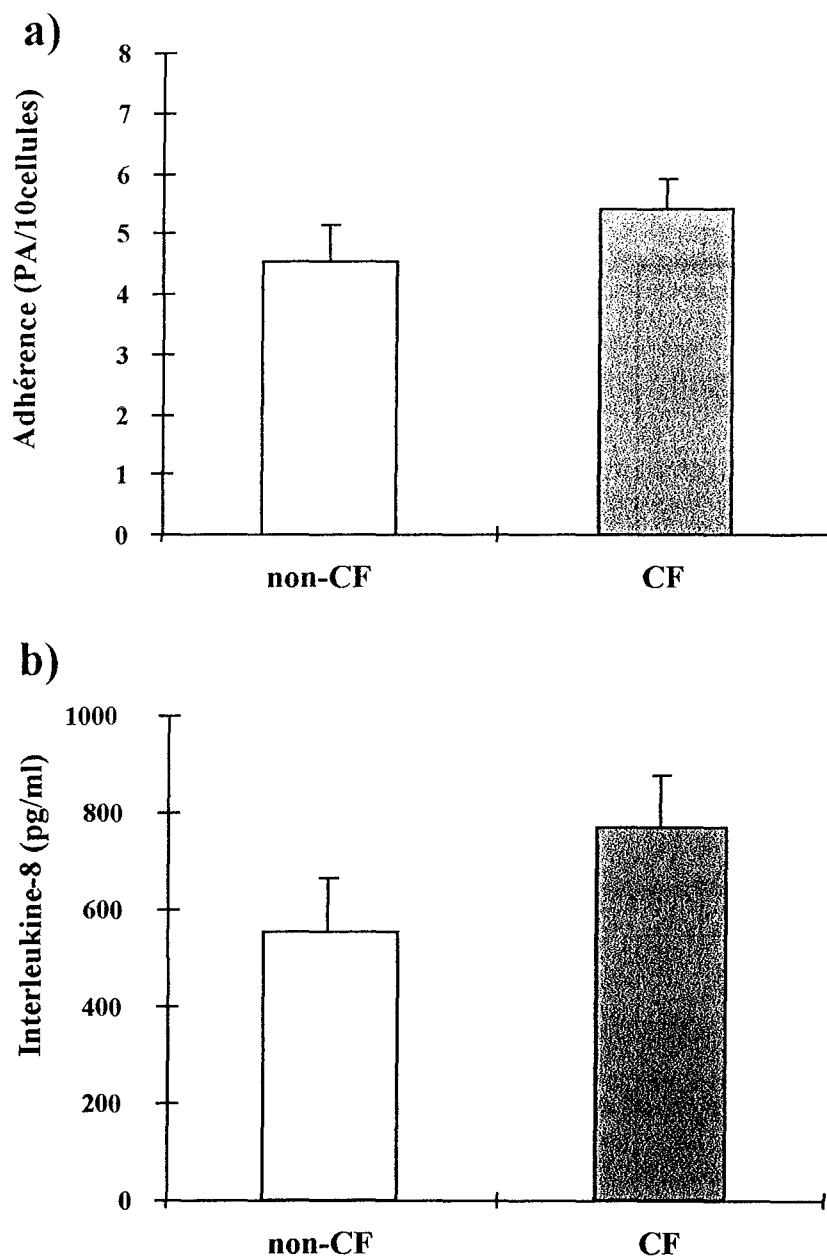 a)
Adhérence (PA/10cellules)
8
7
6
5
4
3
2
1
0
non-CF CF
b)
Interleukine-8 (pg/ml)
1000
800
600
400
200
0
non-CF CF